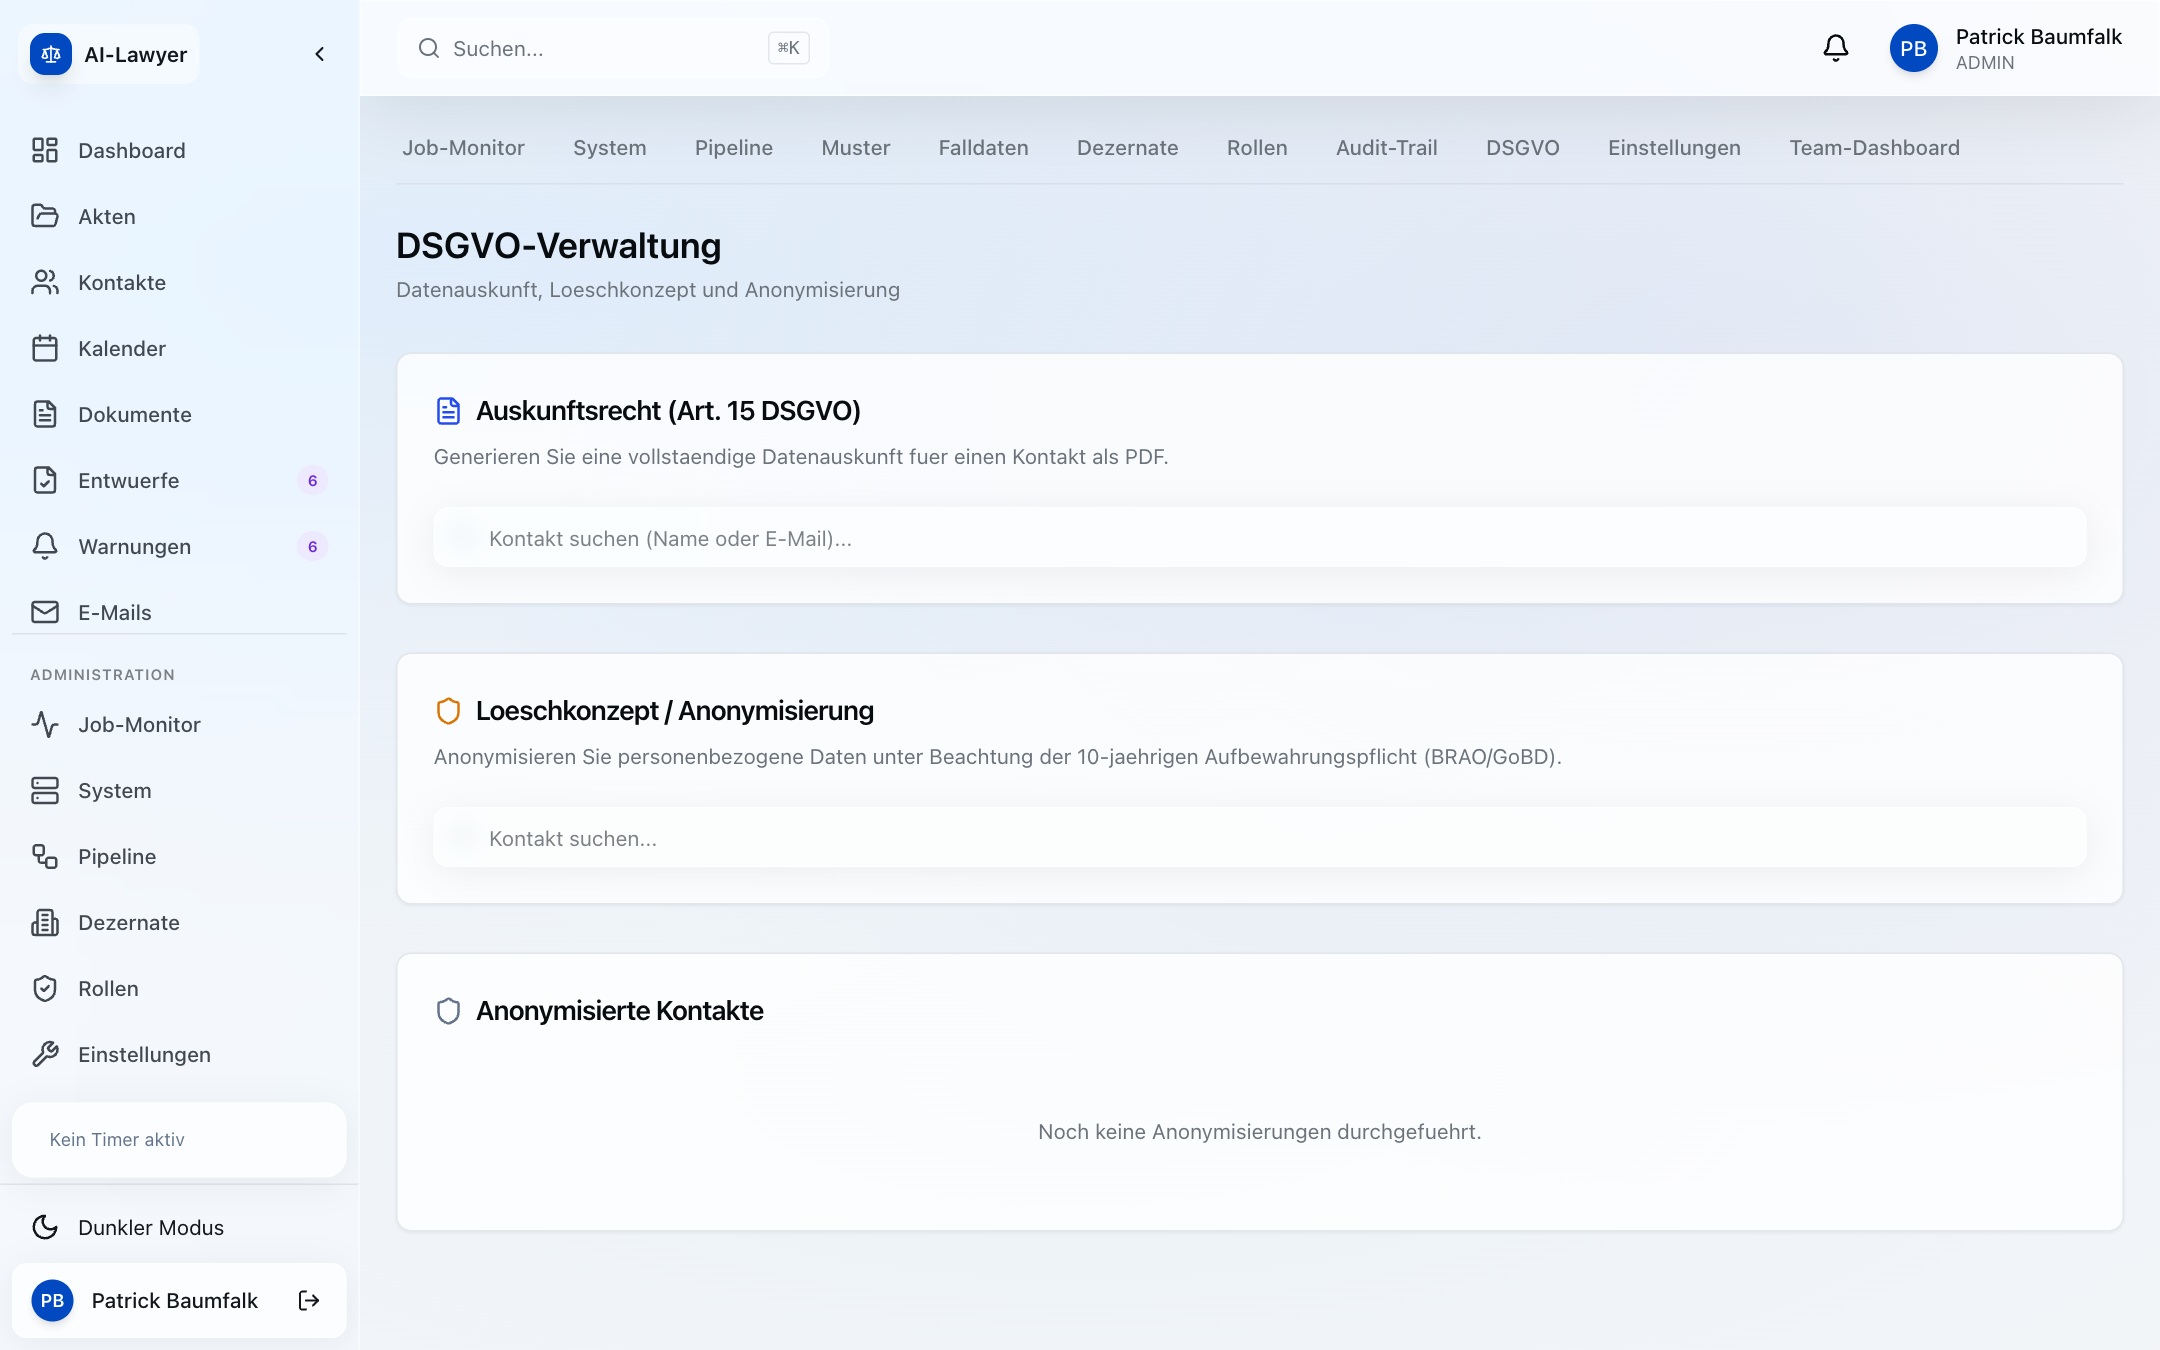 AI-Lawyer
Suchen...
⌘K
PB
Patrick Baumfalk
ADMIN
Dashboard
Akten
Kontakte
Kalender
Dokumente
Entwuerfe 6
Warnungen 6
E-Mails
ADMINISTRATION
Job-Monitor
System
Pipeline
Dezernate
Rollen
Einstellungen
Kein Timer aktiv
Dunkler Modus
PB Patrick Baumfalk
Job-Monitor System Pipeline Muster Falldaten Dezernate Rollen Audit-Trail DSGVO Einstellungen Team-Dashboard
DSGVO-Verwaltung
Datenauskunft, Loeschkonzept und Anonymisierung
Auskunftsrecht (Art. 15 DSGVO)
Generieren Sie eine vollstaendige Datenauskunft fuer einen Kontakt als PDF.
Kontakt suchen (Name oder E-Mail)...
Loeschkonzept / Anonymisierung
Anonymisieren Sie personenbezogene Daten unter Beachtung der 10-jaehrigen Aufbewahrungspflicht (BRAO/GoBD).
Kontakt suchen...
Anonymisierte Kontakte
Noch keine Anonymisierungen durchgefuehrt.